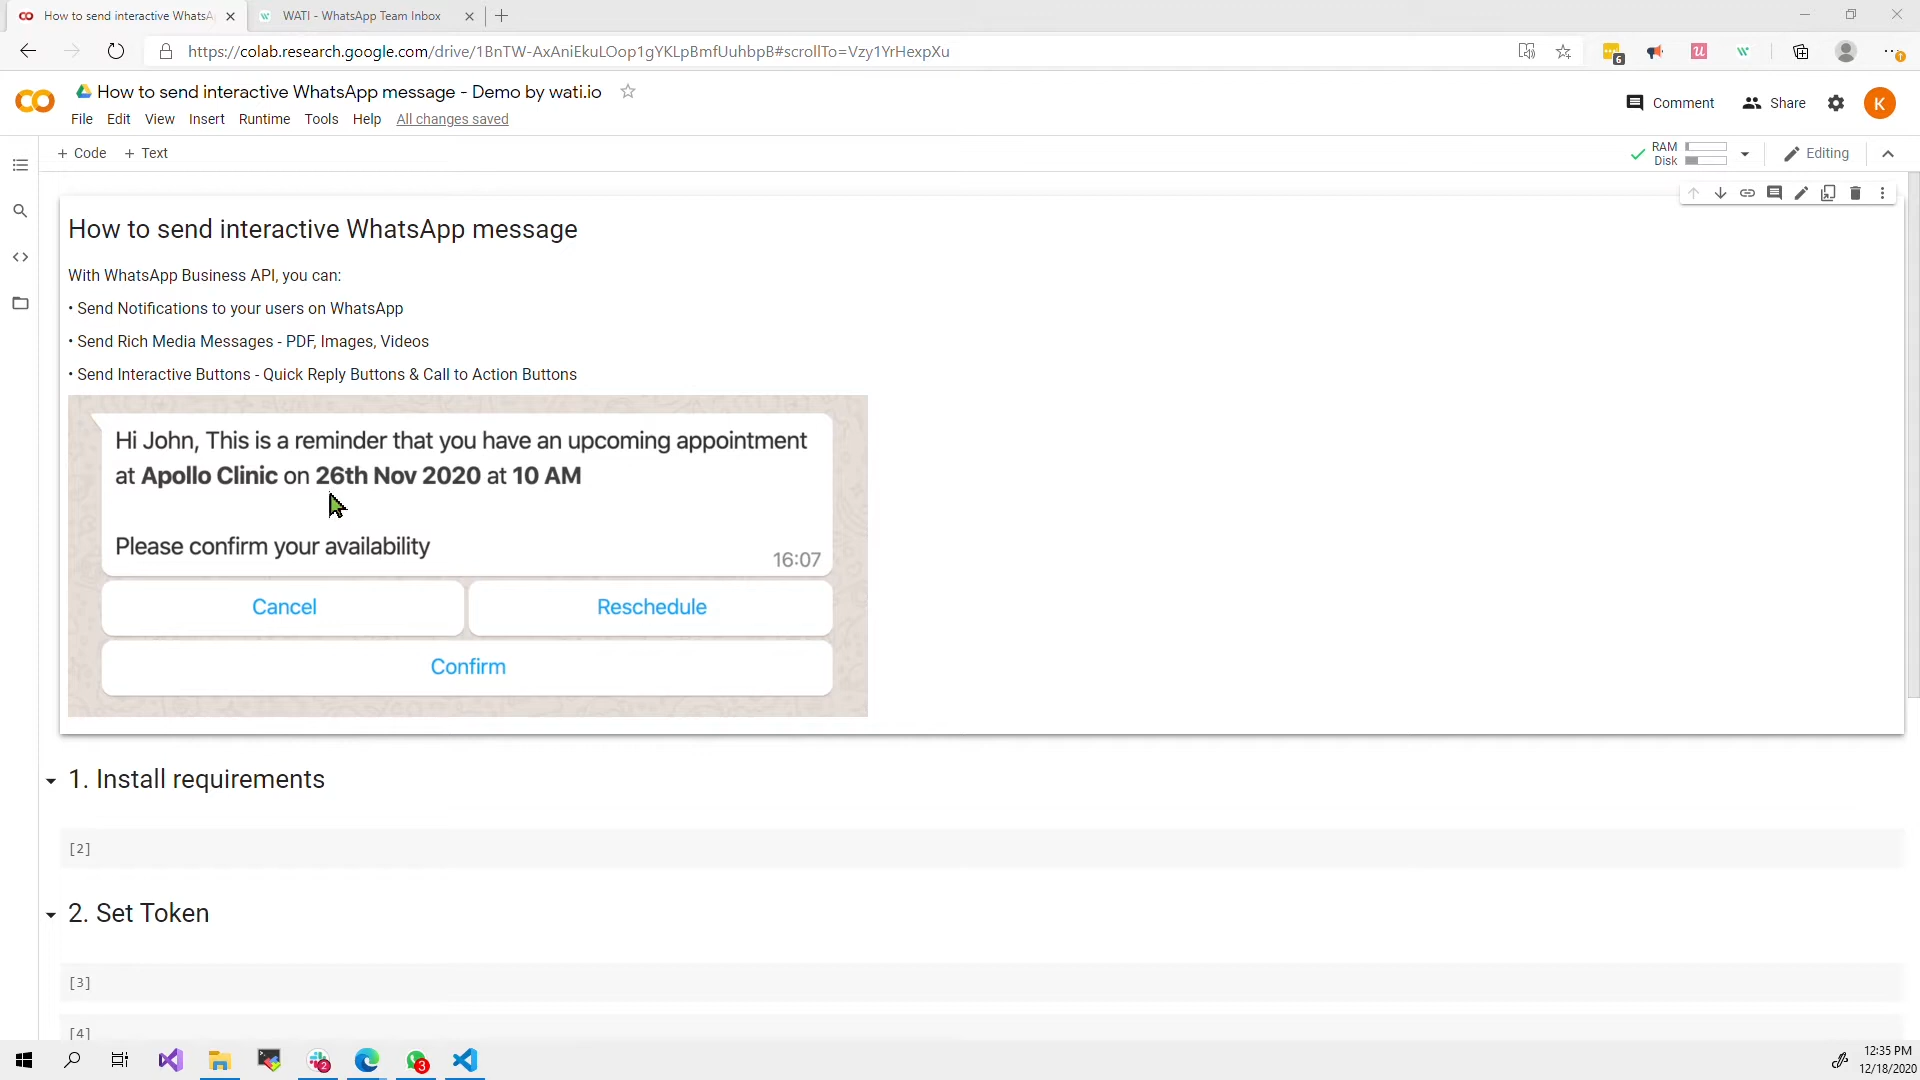 How to send interactive WhatsA
WATI - WhatsApp Team Inbox
https://colab.research.google.com/drive/1BnTW-AxAniEkuLOop1gYKLpBmfUuhbpB#scrollTo=Vzy1YrHexpXu
6
How to send interactive WhatsApp message - Demo by wati.io
File Edit View Insert Runtime Tools Help All changes saved
Comment Share K
+ Code + Text
RAM
Disk
Editing
How to send interactive WhatsApp message
With WhatsApp Business API, you can:
• Send Notifications to your users on WhatsApp
• Send Rich Media Messages - PDF, Images, Videos
• Send Interactive Buttons - Quick Reply Buttons & Call to Action Buttons
Hi John, This is a reminder that you have an upcoming appointment
at Apollo Clinic on 26th Nov 2020 at 10 AM
Please confirm your availability
16:07
Cancel
Reschedule
Confirm
1. Install requirements
[2]
2. Set Token
[3]
[4]
2
3
12:35 PM
12/18/2020